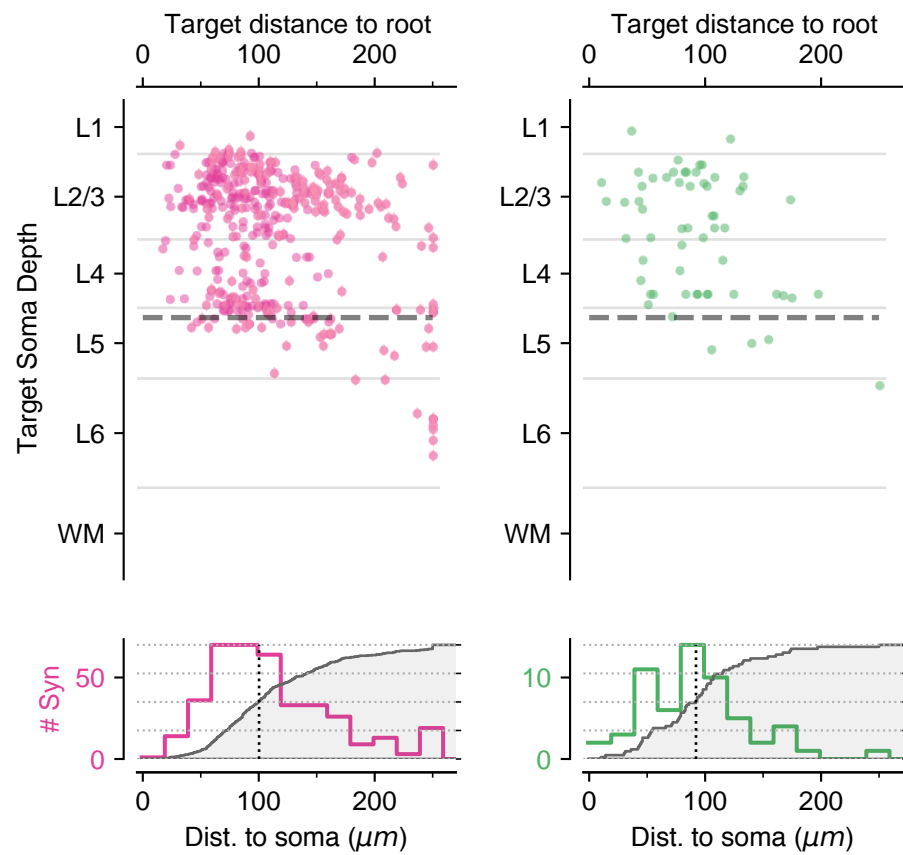 Target distance to root
0 100 200
Target distance to root
0 100 200
Target Soma Depth
L1
L2/3
L4
L5
L6
WM
L1
L2/3
L4
L5
L6
WM
# Syn
50
0
0 100 200
Dist. to soma (μm)
10
0
0 100 200
Dist. to soma (μm)